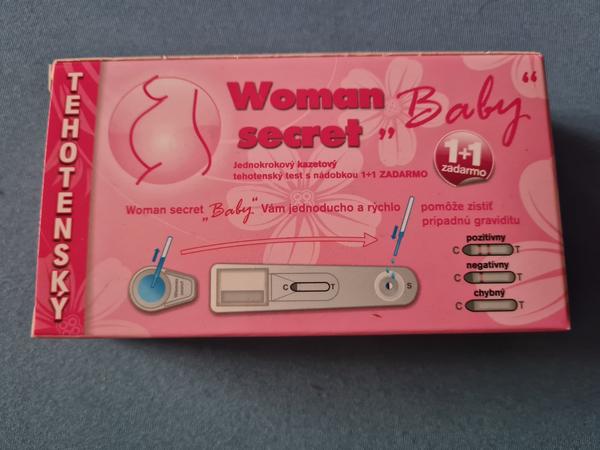 TEHOTENSKY
Woman
secret „Baby“
Jednokrokový kazetový
tehotenský test s nádobkou 1+1 ZADARMO
1+1
zadarmo
Woman secret „Baby“ Vám jednoducho a rýchlo pomôže zistiť
prípadnú graviditu
pozitívny
C T
negatívny
C T
chybný
C T
C T S